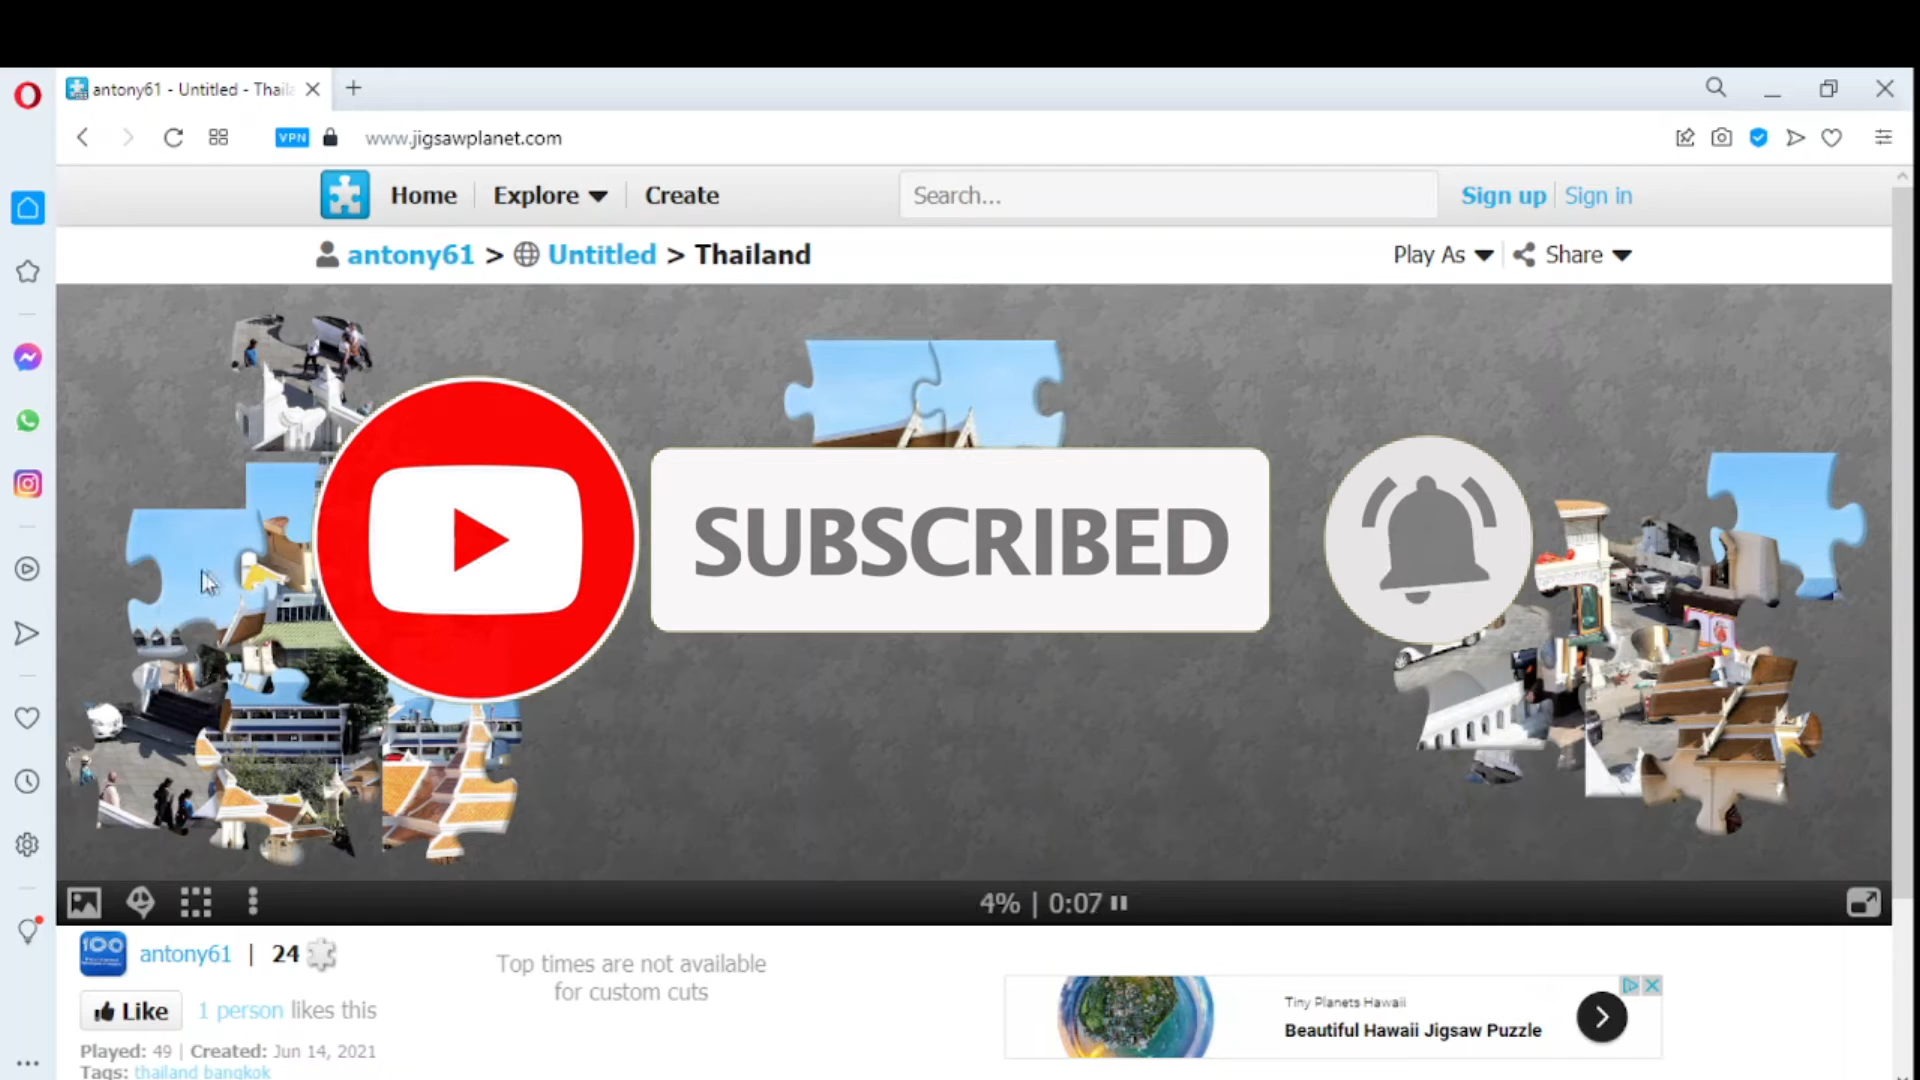 antony61 - Untitled - Thaila
VPN www.jigsawplanet.com
Home Explore Create Search... Sign up Sign in
antony61 > Untitled > Thailand Play As Share
SUBSCRIBED
4% | 0:07
antony61 | 24
Top times are not available
for custom cuts
Like 1 person likes this
Played: 49 | Created: Jun 14, 2021
Tags: thailand bangkok
Tiny Planets Hawaii
Beautiful Hawaii Jigsaw Puzzle